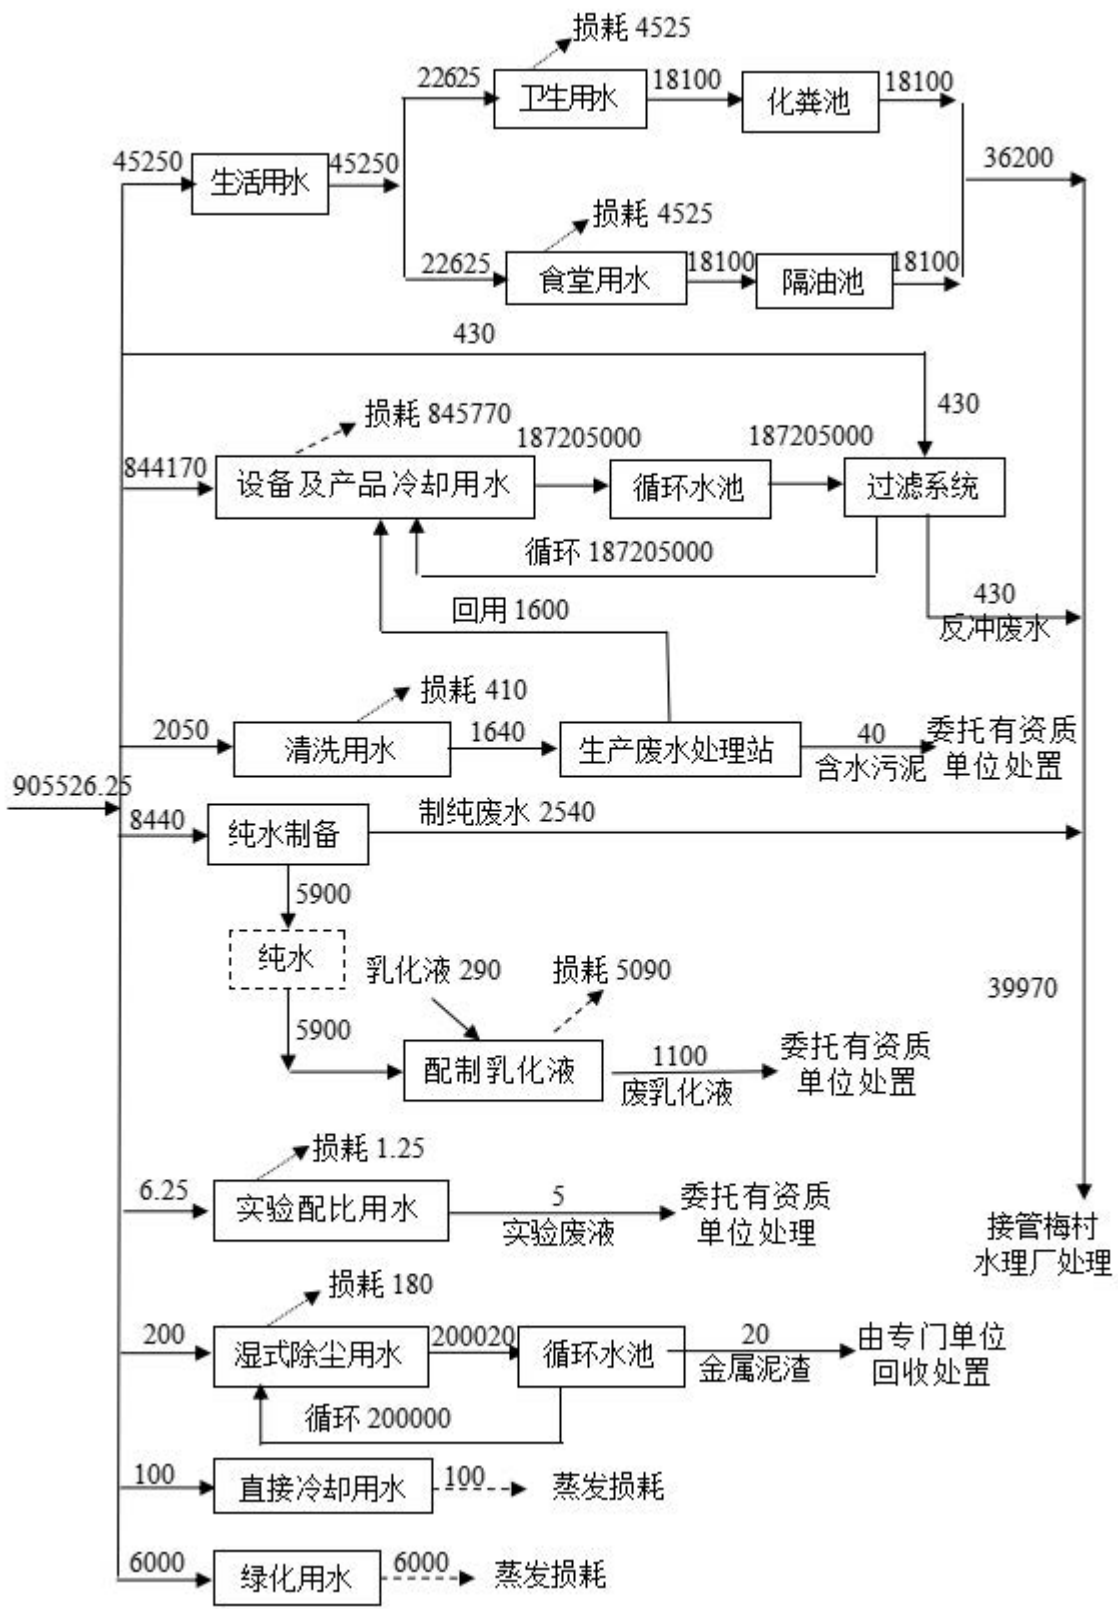 损耗 4525
22625
卫生用水
18100
化粪池
18100
45250
生活用水
45250
36200
损耗 4525
22625
食堂用水
18100
隔油池
18100
430
430
损耗 845770
844170
设备及产品冷却用水
187205000
循环水池
187205000
过滤系统
循环 187205000
回用 1600
430
反冲废水
损耗 410
2050
清洗用水
1640
生产废水处理站
40
含水污泥
委托有资质
单位处置
905526.25
8440
纯水制备
制纯废水 2540
5900
纯水
5900
乳化液 290
损耗 5090
配制乳化液
1100
废乳化液
委托有资质
单位处置
39970
损耗 1.25
6.25
实验配比用水
5
实验废液
委托有资质
单位处理
接管梅村
水理厂处理
损耗 180
200
湿式除尘用水
200020
循环水池
20
金属泥渣
由专门单位
回收处置
循环 200000
100
直接冷却用水
100
蒸发损耗
6000
绿化用水
6000
蒸发损耗